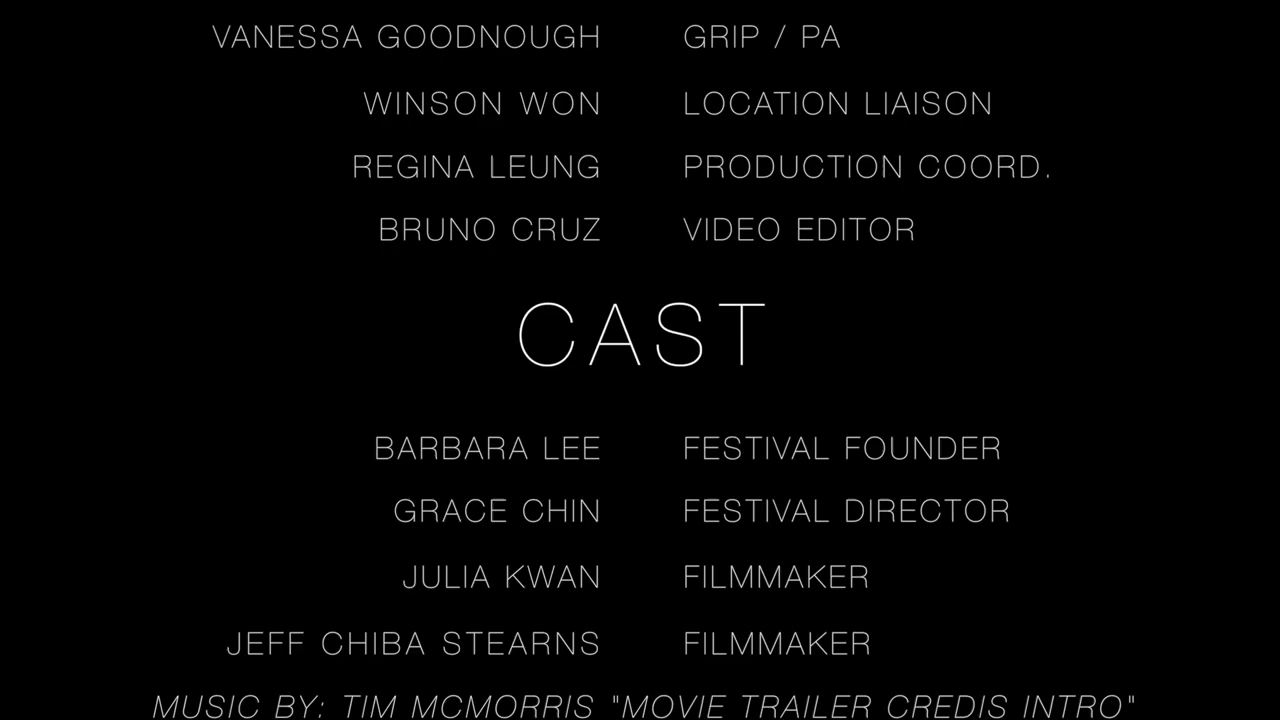 VANESSA GOODNOUGH GRIP / PA
WINSON WON LOCATION LIAISON
REGINA LEUNG PRODUCTION COORD.
BRUNO CRUZ VIDEO EDITOR
CAST
BARBARA LEE FESTIVAL FOUNDER
GRACE CHIN FESTIVAL DIRECTOR
JULIA KWAN FILMMAKER
JEFF CHIBA STEARNS FILMMAKER
MUSIC BY: TIM MCMORRIS "MOVIE TRAILER CREDIS INTRO"